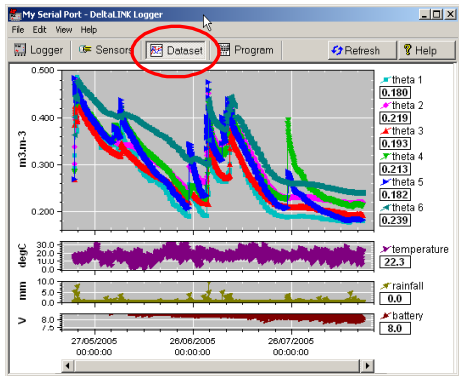 My Serial Port - DeltaLINK Logger
File Edit View Help
Logger Sensors Dataset Program Refresh Help
0.500
0.400
0.300
0.200
m3.m-3
theta 1
0.180
theta 2
0.219
theta 3
0.193
theta 4
0.213
theta 5
0.182
theta 6
0.239
30.0
20.0
10.0
0.0
degC
temperature
22.3
10.0
5.0
0.0
mm
rainfall
0.0
8.0
7.5
V
battery
8.0
27/05/2005 26/06/2005 26/07/2005
00:00:00 00:00:00 00:00:00